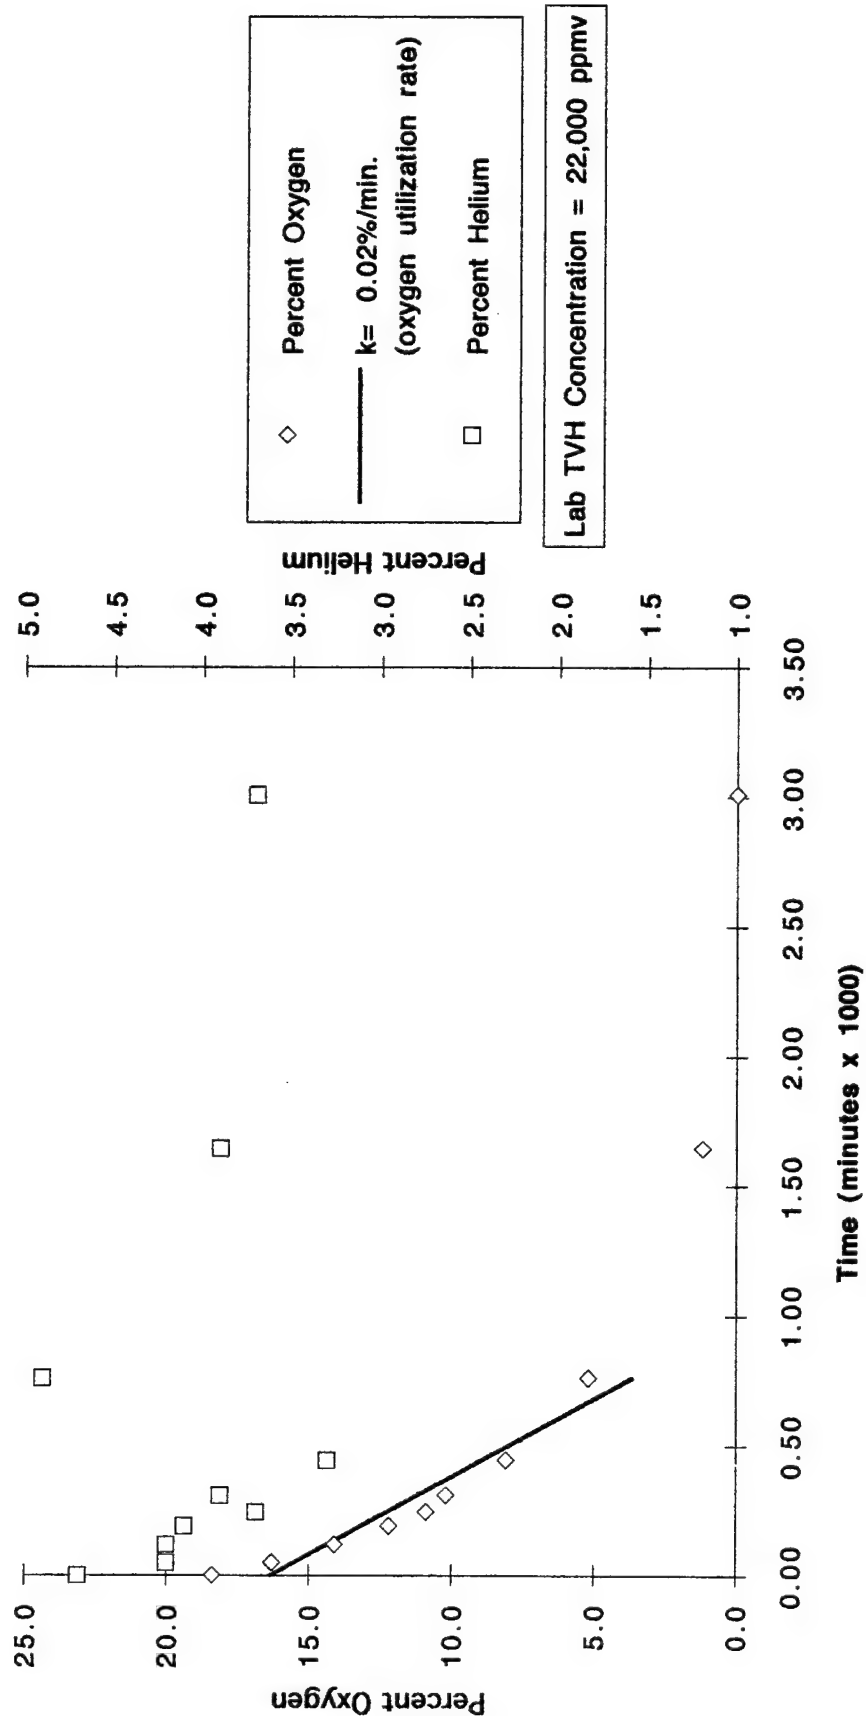 Percent Oxygen
25.0
20.0
15.0
10.0
5.0
0.0
0.00
0.50
1.00
1.50
2.00
2.50
3.00
3.50
Time (minutes x 1000)
5.0
4.5
4.0
3.5
3.0
2.5
2.0
1.5
1.0
Percent Helium
Percent Oxygen
k= 0.02%/min.
(oxygen utilization rate)
Percent Helium
Lab TVH Concentration = 22,000 ppmv